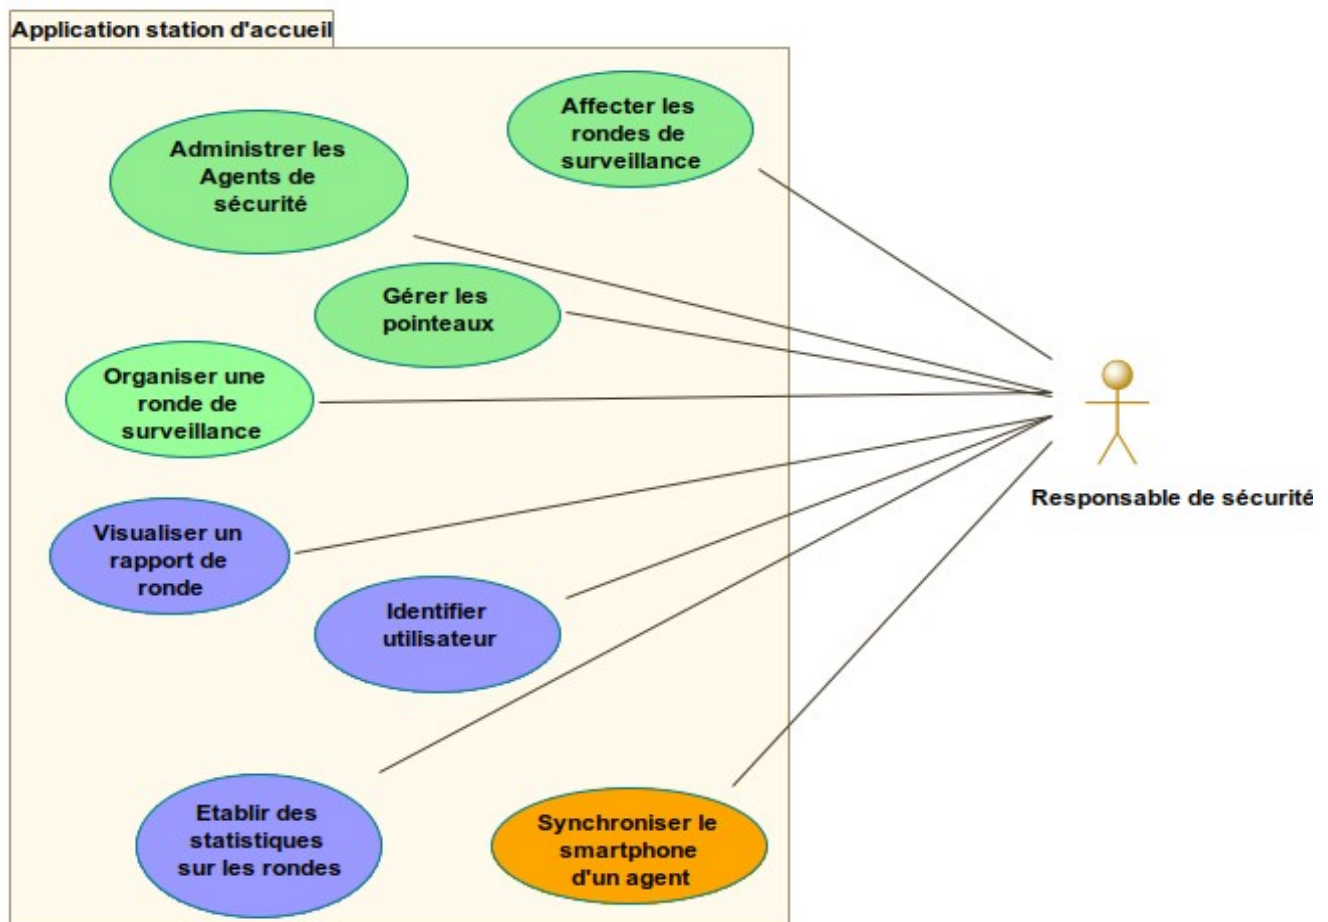 Application station d'accueil
Affecter les
rondes de
surveillance
Administrer les
Agents de
sécurité
Gérer les
pointeaux
Organiser une
ronde de
surveillance
Responsable de sécurité
Visualiser un
rapport de
ronde
Identifier
utilisateur
Etablir des
statistiques
sur les rondes
Synchroniser le
smartphone
d'un agent